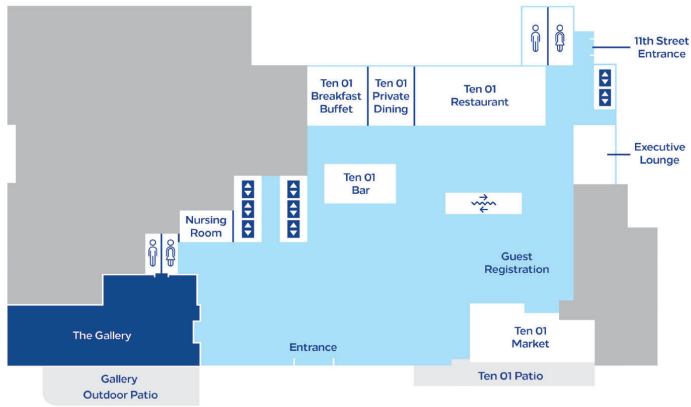 11th Street
Entrance
Ten 01
Breakfast
Buffet
Ten 01
Private
Dining
Ten 01
Restaurant
Executive
Lounge
Ten 01
Bar
Nursing
Room
Guest
Registration
The Gallery
Entrance
Ten 01
Market
Gallery
Outdoor Patio
Ten 01 Patio